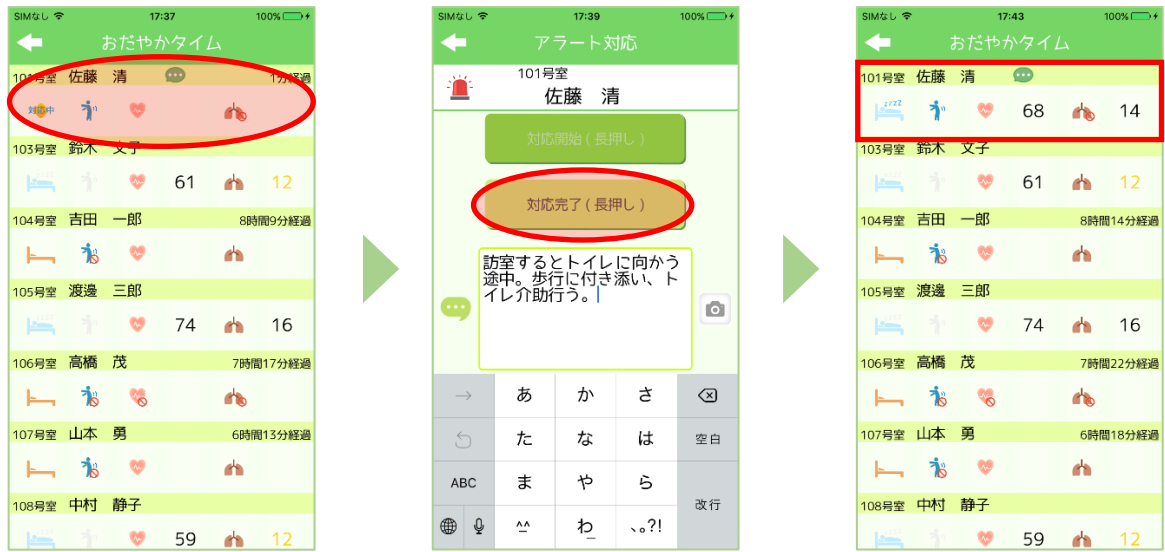 SIMなし 17:37 100%
おだやかタイム
101号室 佐藤 清 1分経過
対応中
103号室 鈴木 文子
61 12
104号室 吉田 一郎 8時間9分経過
105号室 渡邊 三郎
74 16
106号室 高橋 茂 7時間17分経過
107号室 山本 勇 6時間13分経過
108号室 中村 静子
59 12
SIMなし 17:39 100%
アラート対応
101号室
佐藤 清
対応開始(長押し)
対応完了(長押し)
訪室するとトイレに向かう
途中。歩行に付き添い、ト
イレ介助行う。
→ あ か さ
た な は 空白
ABC ま や ら
改行
^^ わ 、。?!
SIMなし 17:43 100%
おだやかタイム
101号室 佐藤 清
68 14
103号室 鈴木 文子
61 12
104号室 吉田 一郎 8時間14分経過
105号室 渡邊 三郎
74 16
106号室 高橋 茂 7時間22分経過
107号室 山本 勇 6時間18分経過
108号室 中村 静子
59 12